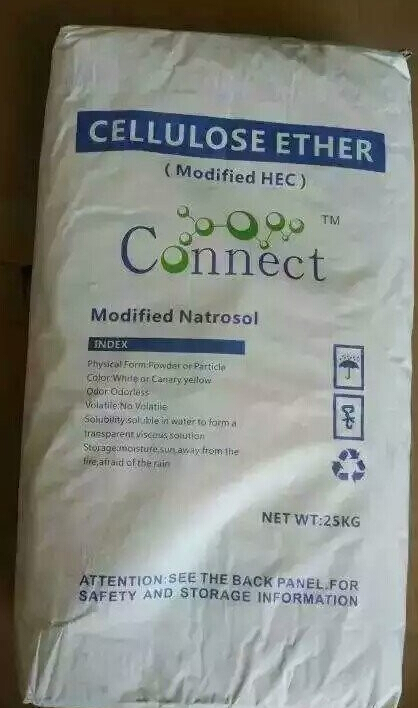 CELLULOSE ETHER
(Modified HEC)
Connect TM
Modified Natrosol
INDEX
Physical Form:Powder or Particle
Color:White or Canary yellow
Odor:Odorless
Volatile:No Volatile
Solubility:soluble in water to form a
transparent viscous solution
Storage:moisture,sun,away from the
fire,afraid of the rain
NET WT:25KG
ATTENTION:SEE THE BACK PANEL.FOR
SAFETY AND STORAGE INFORMATION